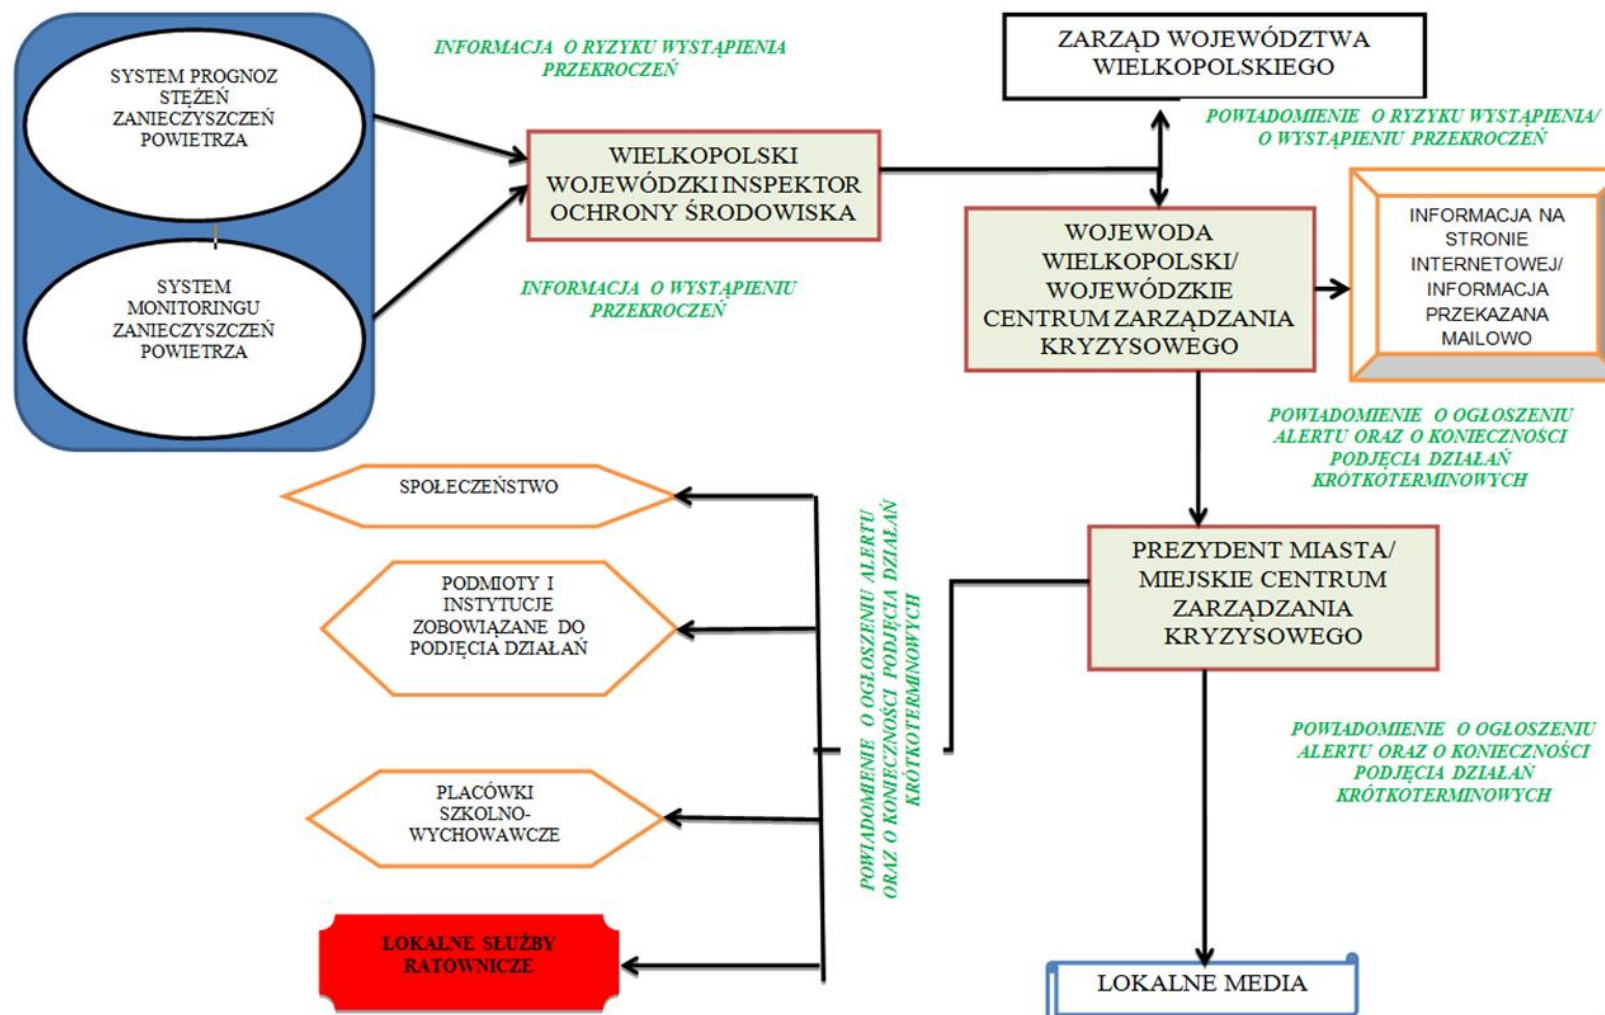 SYSTEM PROGNOZ
STĘŻEŃ
ZANIECZYSZCZEŃ
POWIETRZA
SYSTEM
MONITORINGU
ZANIECZYSZCZEŃ
POWIETRZA
INFORMACJA O RYZYKU WYSTĄPIENIA
PRZEKROCZEŃ
WIELKOPOLSKI
WOJEWÓDZKI INSPEKTOR
OCHRONY ŚRODOWISKA
INFORMACJA O WYSTĄPIENIU
PRZEKROCZEŃ
ZARZĄD WOJEWÓDZTWA
WIELKOPOLSKIEGO
POWIADOMIENIE O RYZYKU WYSTĄPIENIA/
O WYSTĄPIENIU PRZEKROCZEŃ
WOJEWODA
WIELKOPOLSKI/
WOJEWÓDZKIE
CENTRUM ZARZĄDZANIA
KRYZYSOWEGO
INFORMACJA NA
STRONIE
INTERNETOWEJ/
INFORMACJA
PRZEKAZANA
MAILOWO
POWIADOMIENIE O OGŁOSZENIU
ALERTU ORAZ O KONIECZNOŚCI
PODJĘCIA DZIAŁAŃ
KRÓTKOTERMINOWYCH
PREZYDENT MIASTA/
MIEJSKIE CENTRUM
ZARZĄDZANIA
KRYZYSOWEGO
POWIADOMIENIE O OGŁOSZENIU
ALERTU ORAZ O KONIECZNOŚCI
PODJĘCIA DZIAŁAŃ
KRÓTKOTERMINOWYCH
POWIADOMIENIE O OGŁOSZENIU ALERTU
ORAZ O KONIECZNOŚCI PODJĘCIA DZIAŁAŃ
KRÓTKOTERMINOWYCH
SPOŁECZEŃSTWO
PODMIOTY I
INSTYTUCJE
ZOBOWIĄZANE DO
PODJĘCIA DZIAŁAŃ
PLACÓWKI
SZKOLNO-
WYCHOWAWCZE
LOKALNE SŁUŻBY
RATOWNICZE
LOKALNE MEDIA